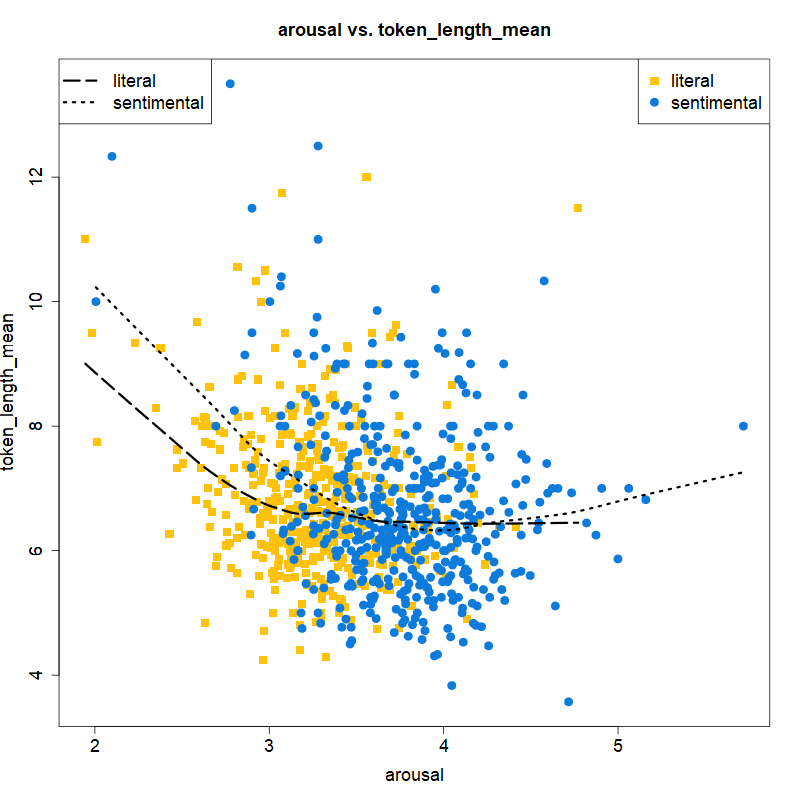 arousal vs. token_length_mean
literal
sentimental
literal
sentimental
token_length_mean
12
10
8
6
4
2
3
4
5
arousal